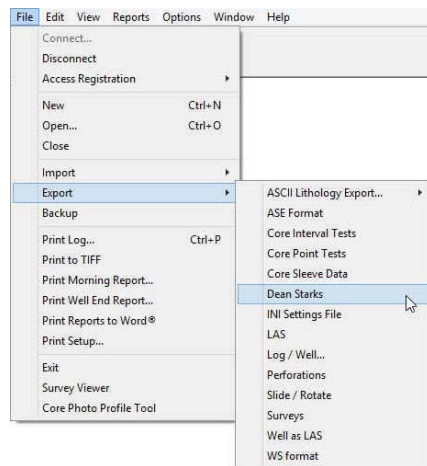 File Edit View Reports Options Window Help
Connect...
Disconnect
Access Registration
New Ctrl+N
Open... Ctrl+O
Close
Import
Export
Backup
Print Log... Ctrl+P
Print to TIFF
Print Morning Report...
Print Well End Report...
Print Reports to Word®
Print Setup...
Exit
Survey Viewer
Core Photo Profile Tool
ASCII Lithology Export...
ASE Format
Core Interval Tests
Core Point Tests
Core Sleeve Data
Dean Starks
INI Settings File
LAS
Log / Well...
Perforations
Slide / Rotate
Surveys
Well as LAS
WS format